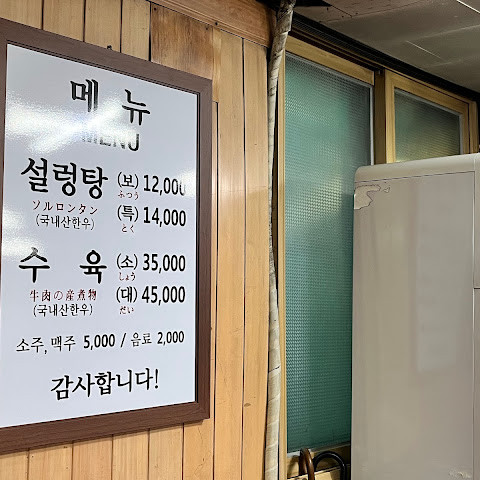 메 뉴
MENU
설렁탕 (보) 12,000
ソルロンタン ふつう
(국내산한우) (특) 14,000
とく
수 육 (소) 35,000
しょう
牛肉の産煮物 (대) 45,000
(국내산한우) だい
소주, 맥주 5,000 / 음료 2,000
감사합니다!